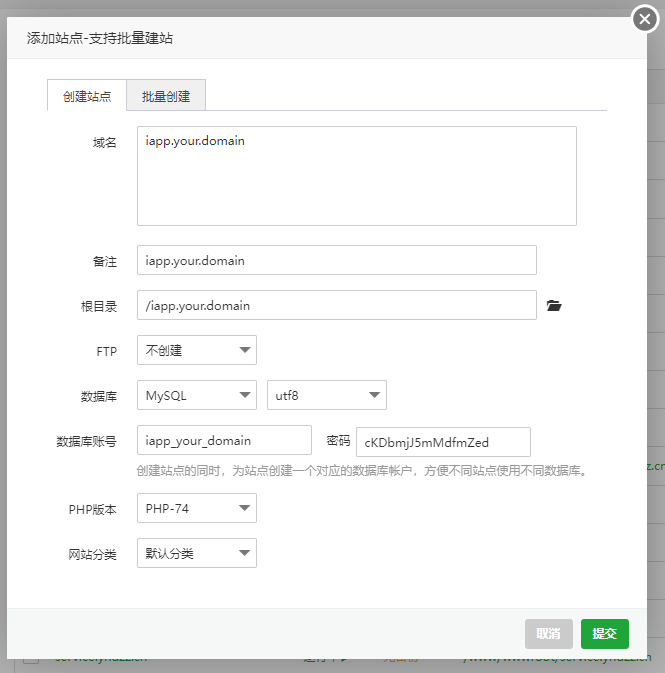 添加站点-支持批量建站
创建站点 批量创建
域名 iapp.your.domain
备注 iapp.your.domain
根目录 /iapp.your.domain
FTP 不创建
数据库 MySQL utf8
数据库账号 iapp_your_domain 密码 cKDbmjJ5mMdfmZed
创建站点的同时，为站点创建一个对应的数据库帐户，方便不同站点使用不同数据库。
z.cn
PHP版本 PHP-74
网站分类 默认分类
取消 提交